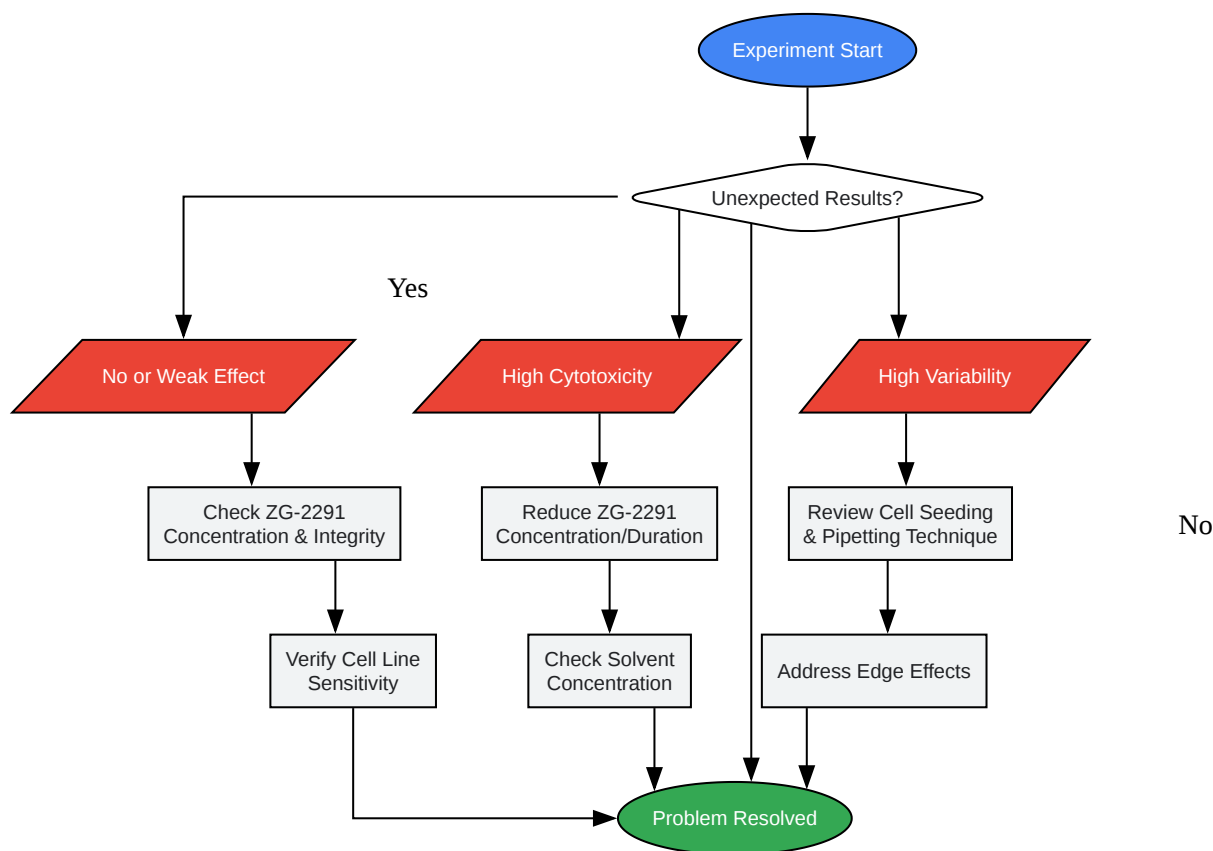 Experiment Start
Unexpected Results?
Yes
No or Weak Effect
High Cytotoxicity
High Variability
Check ZG-2291
Concentration & Integrity
Reduce ZG-2291
Concentration/Duration
Review Cell Seeding
& Pipetting Technique
No
Verify Cell Line
Sensitivity
Check Solvent
Concentration
Address Edge Effects
Problem Resolved